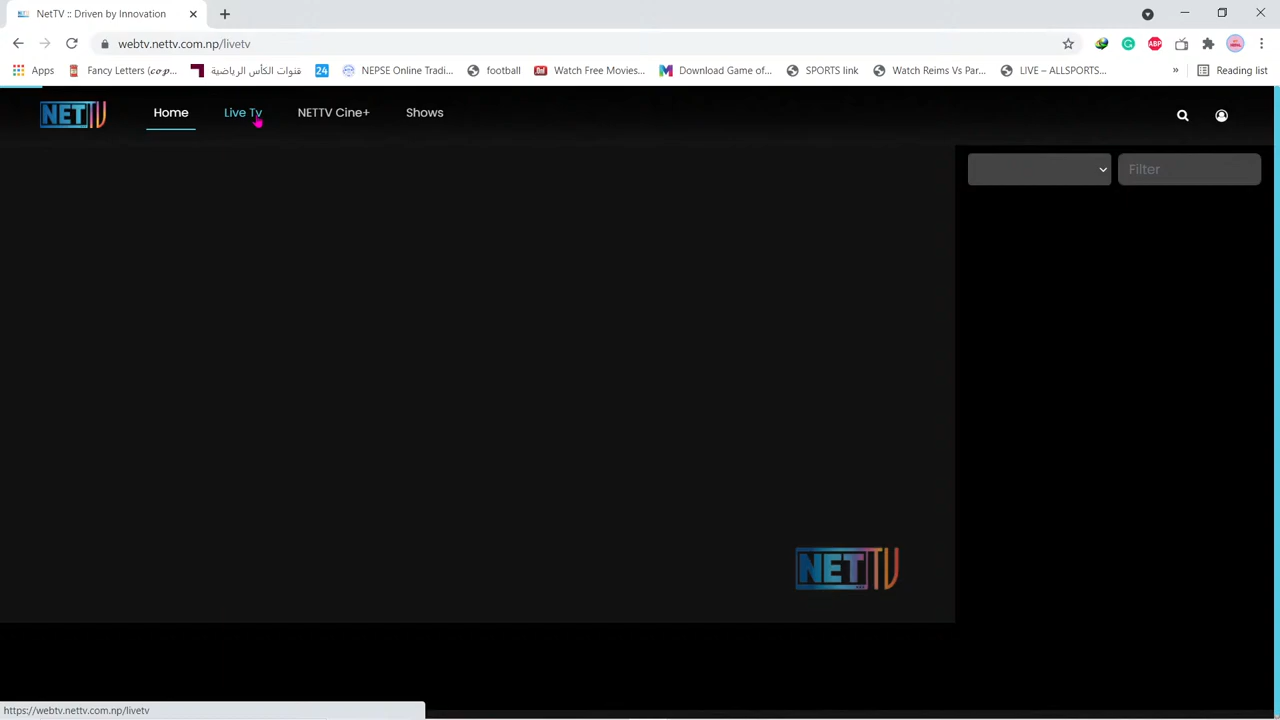 NetTV :: Driven by Innovation
webtv.nettv.com.np/livetv
ABP
Apps
Fancy Letters (𝓬𝓸𝓹...
قنوات الكأس الرياضية
24
NEPSE Online Tradi...
football
Watch Free Movies...
Download Game of...
SPORTS link
Watch Reims Vs Par...
LIVE – ALLSPORTS....
»
Reading list
NETTV
Home
Live Tv
NETTV Cine+
Shows
Filter
NETTV
https://webtv.nettv.com.np/livetv